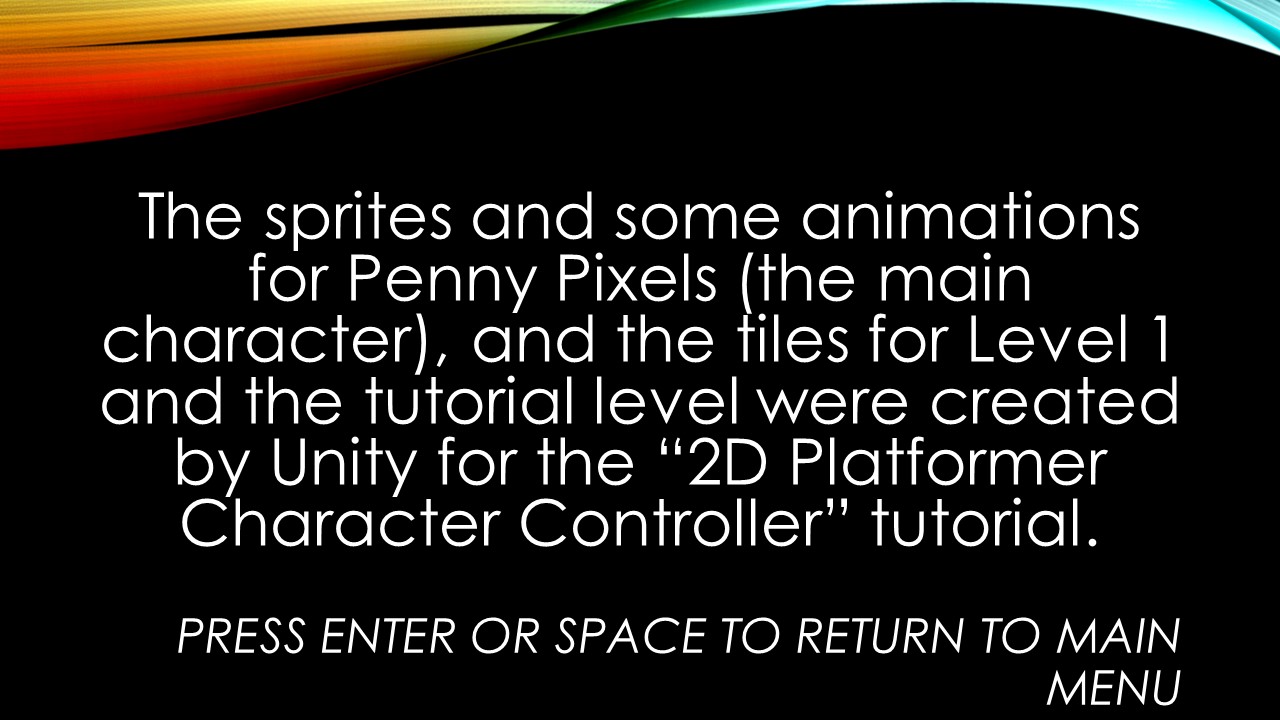 The sprites and some animations
for Penny Pixels (the main
character), and the tiles for Level 1
and the tutorial level were created
by Unity for the “2D Platformer
Character Controller” tutorial.
PRESS ENTER OR SPACE TO RETURN TO MAIN
MENU